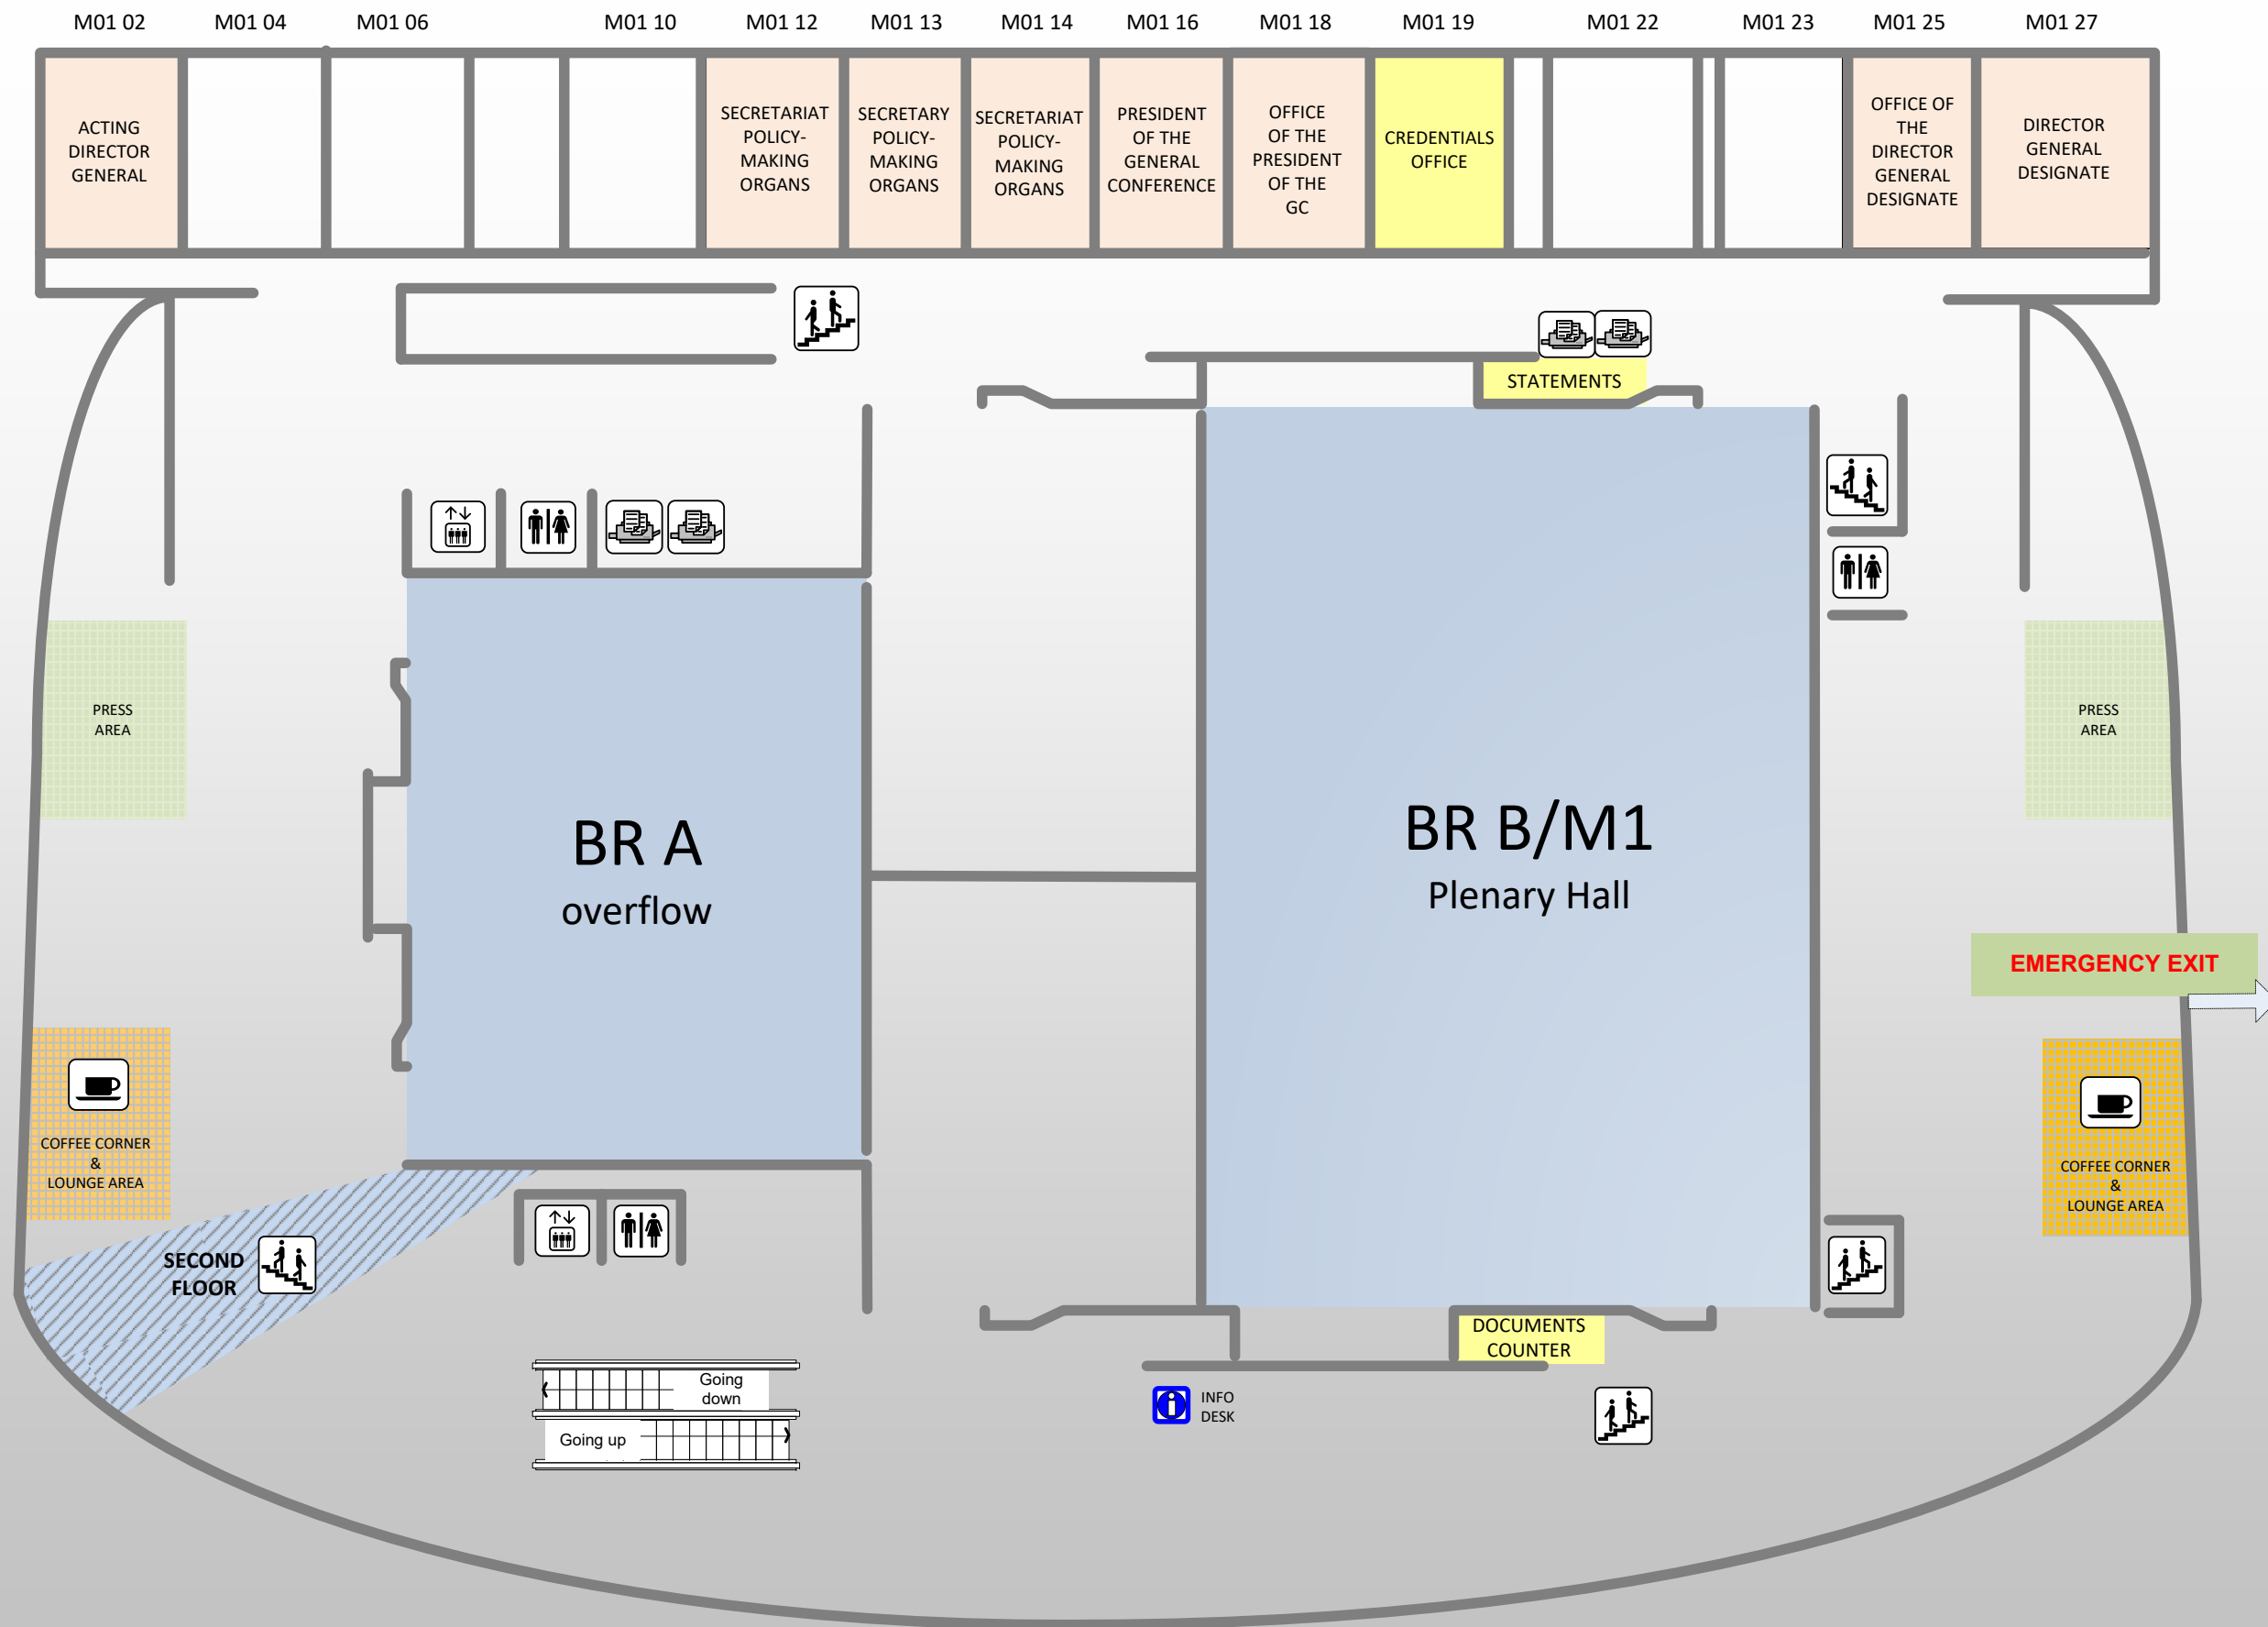 M01 02
M01 04
M01 06
M01 10
M01 12
M01 13
M01 14
M01 16
M01 18
M01 19
M01 22
M01 23
M01 25
M01 27
ACTING
DIRECTOR
GENERAL
SECRETARIAT
POLICY-
MAKING
ORGANS
SECRETARY
POLICY-
MAKING
ORGANS
SECRETARIAT
POLICY-
MAKING
ORGANS
PRESIDENT
OF THE
GENERAL
CONFERENCE
OFFICE
OF THE
PRESIDENT
OF THE
GC
CREDENTIALS
OFFICE
OFFICE OF
THE
DIRECTOR
GENERAL
DESIGNATE
DIRECTOR
GENERAL
DESIGNATE
STATEMENTS
PRESS
AREA
PRESS
AREA
BR A
overflow
BR B/M1
Plenary Hall
EMERGENCY EXIT
COFFEE CORNER
&
LOUNGE AREA
COFFEE CORNER
&
LOUNGE AREA
SECOND
FLOOR
DOCUMENTS
COUNTER
Going
down
Going up
INFO
DESK